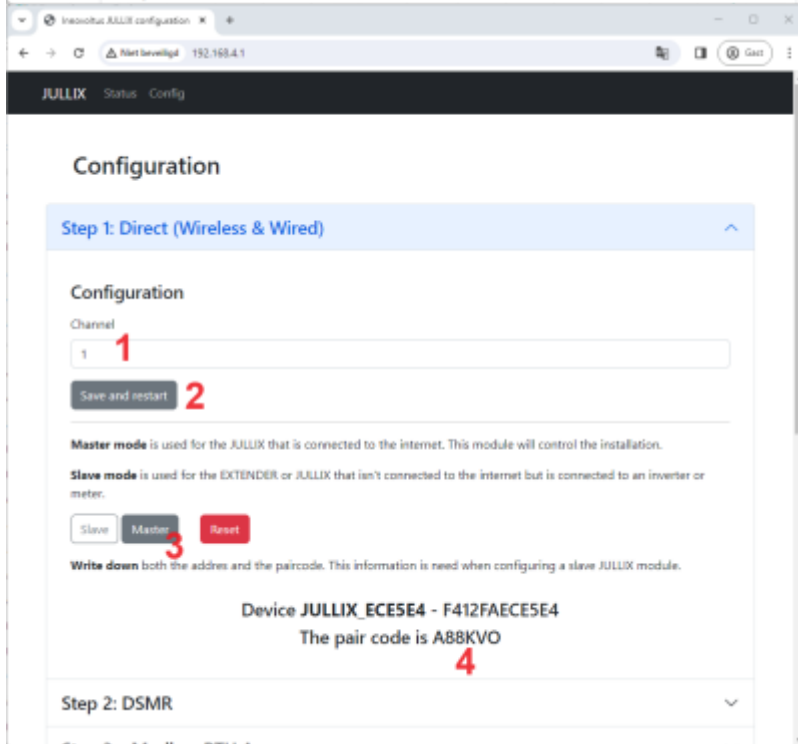 Ineovoltus JULLIX configuration
Niet beveiligd 192.168.4.1
Gast
JULLIX Status Config
Configuration
Step 1: Direct (Wireless & Wired)
Configuration
Channel
1
1
Save and restart
2
Master mode is used for the JULLIX that is connected to the internet. This module will control the installation.
Slave mode is used for the EXTENDER or JULLIX that isn't connected to the internet but is connected to an inverter or
meter.
Slave Master Reset
3
Write down both the addres and the paircode. This information is need when configuring a slave JULLIX module.
Device JULLIX_ECE5E4 - F412FAECE5E4
The pair code is A88KVO
4
Step 2: DSMR